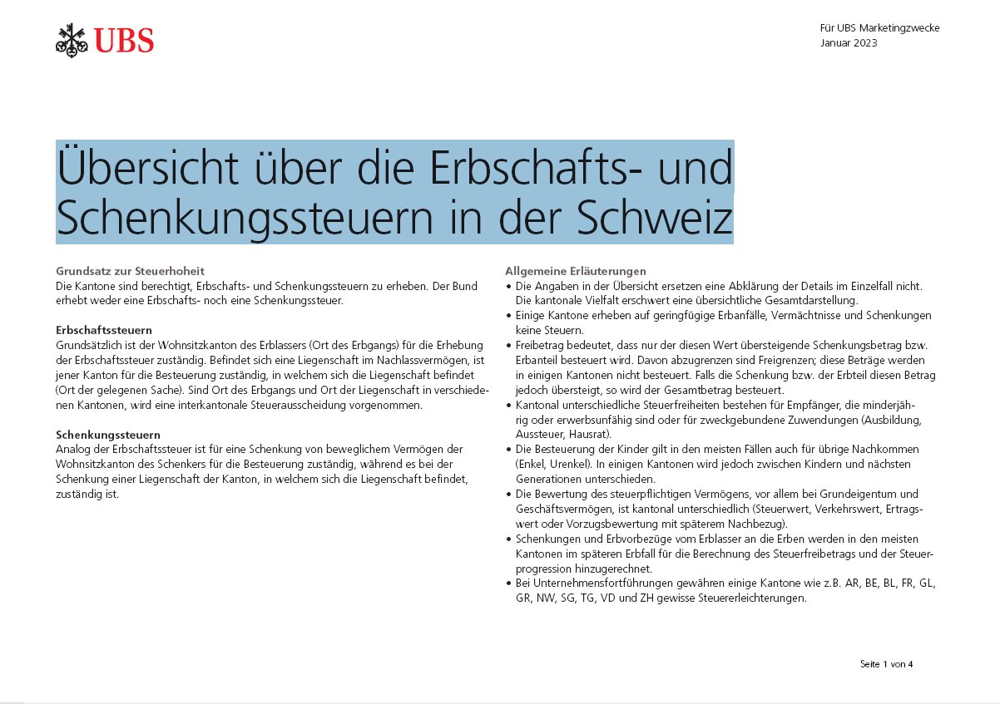 UBS
Für UBS Marketingzwecke
Januar 2023
Übersicht über die Erbschafts- und
Schenkungssteuern in der Schweiz
Grundsatz zur Steuerhoheit
Die Kantone sind berechtigt, Erbschafts- und Schenkungssteuern zu erheben. Der Bund
erhebt weder eine Erbschafts- noch eine Schenkungssteuer.
Erbschaftssteuern
Grundsätzlich ist der Wohnsitzkanton des Erblassers (Ort des Erbgangs) für die Erhebung
der Erbschaftssteuer zuständig. Befindet sich eine Liegenschaft im Nachlassvermögen, ist
jener Kanton für die Besteuerung zuständig, in welchem sich die Liegenschaft befindet
(Ort der gelegenen Sache). Sind Ort des Erbgangs und Ort der Liegenschaft in verschiede-
nen Kantonen, wird eine interkantonale Steuerausscheidung vorgenommen.
Schenkungssteuern
Analog der Erbschaftssteuer ist für eine Schenkung von beweglichem Vermögen der
Wohnsitzkanton des Schenkers für die Besteuerung zuständig, während es bei der
Schenkung einer Liegenschaft der Kanton, in welchem sich die Liegenschaft befindet,
zuständig ist.
Allgemeine Erläuterungen
• Die Angaben in der Übersicht ersetzen eine Abklärung der Details im Einzelfall nicht.
Die kantonale Vielfalt erschwert eine übersichtliche Gesamtdarstellung.
• Einige Kantone erheben auf geringfügige Erbanfälle, Vermächtnisse und Schenkungen
keine Steuern.
• Freibetrag bedeutet, dass nur der diesen Wert übersteigende Schenkungsbetrag bzw.
Erbanteil besteuert wird. Davon abzugrenzen sind Freigrenzen; diese Beträge werden
in einigen Kantonen nicht besteuert. Falls die Schenkung bzw. der Erbteil diesen Betrag
jedoch übersteigt, so wird der Gesamtbetrag besteuert.
• Kantonal unterschiedliche Steuerfreiheiten bestehen für Empfänger, die minderjäh-
rig oder erwerbsunfähig sind oder für zweckgebundene Zuwendungen (Ausbildung,
Aussteuer, Hausrat).
• Die Besteuerung der Kinder gilt in den meisten Fällen auch für übrige Nachkommen
(Enkel, Urenkel). In einigen Kantonen wird jedoch zwischen Kindern und nächsten
Generationen unterschieden.
• Die Bewertung des steuerpflichtigen Vermögens, vor allem bei Grundeigentum und
Geschäftsvermögen, ist kantonal unterschiedlich (Steuerwert, Verkehrswert, Ertrags-
wert oder Vorzugsbewertung mit späterem Nachbezug).
• Schenkungen und Erbvorbezüge vom Erblasser an die Erben werden in den meisten
Kantonen im späteren Erbfall für die Berechnung des Steuerfreibetrags und der Steuer-
progression hinzugerechnet.
• Bei Unternehmensfortführungen gewähren einige Kantone wie z.B. AR, BE, BL, FR, GL,
GR, NW, SG, TG, VD und ZH gewisse Steuererleichterungen.
Seite 1 von 4